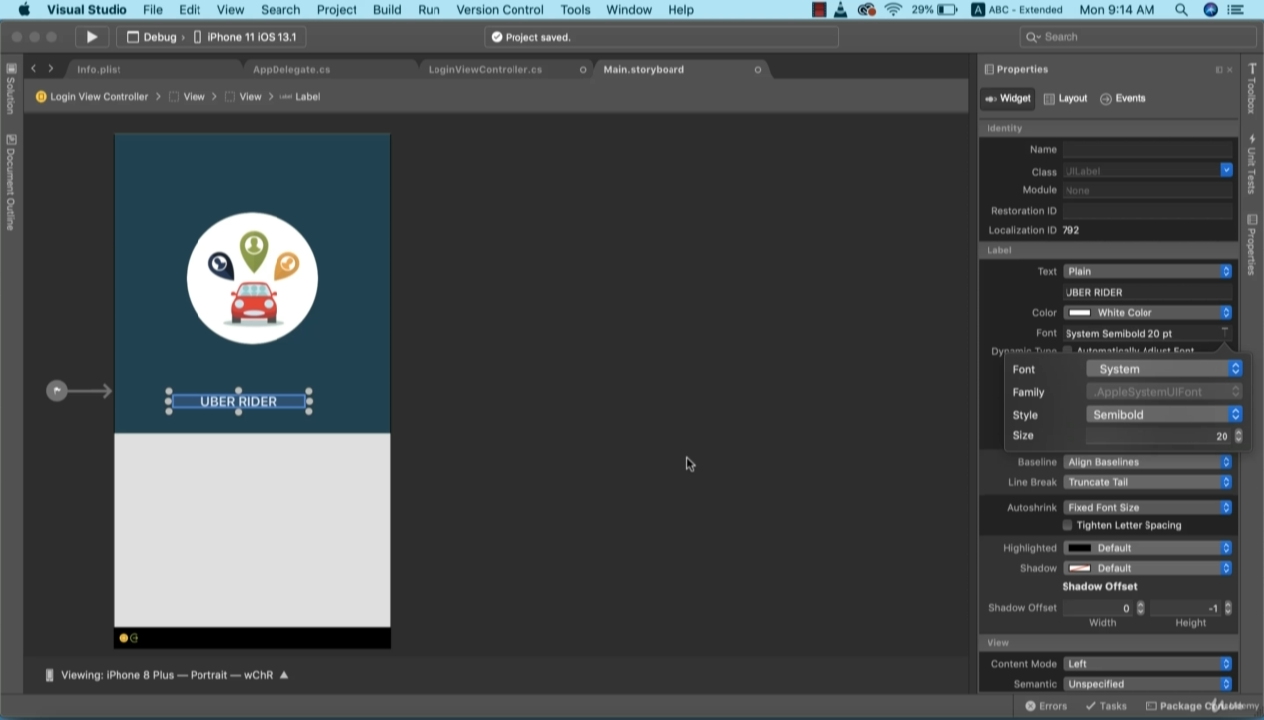 Visual Studio File Edit View Search Project Build Run Version Control Tools Window Help 29% A ABC - Extended Mon 9:14 AM
Debug › iPhone 11 iOS 13.1 Project saved. Search
Info.plist AppDelegate.cs LoginViewController.cs Main.storyboard
Login View Controller > View > View > Label Label
Solution
Document Outline
UBER RIDER
Viewing: iPhone 8 Plus — Portrait — wChR
Properties
Widget Layout Events
Identity
Name
Class UILabel
Module None
Restoration ID
Localization ID 792
Label
Text Plain
UBER RIDER
Color White Color
Font System Semibold 20 pt
Dynamic Type Automatically Adjust Font
Font System
Family .AppleSystemUIFont
Style Semibold
Size 20
Baseline Align Baselines
Line Break Truncate Tail
Autoshrink Fixed Font Size
Tighten Letter Spacing
Highlighted Default
Shadow Default
Shadow Offset
Shadow Offset 0 -1
Width Height
View
Content Mode Left
Semantic Unspecified
Toolbox
Unit Tests
Properties
Errors Tasks Package